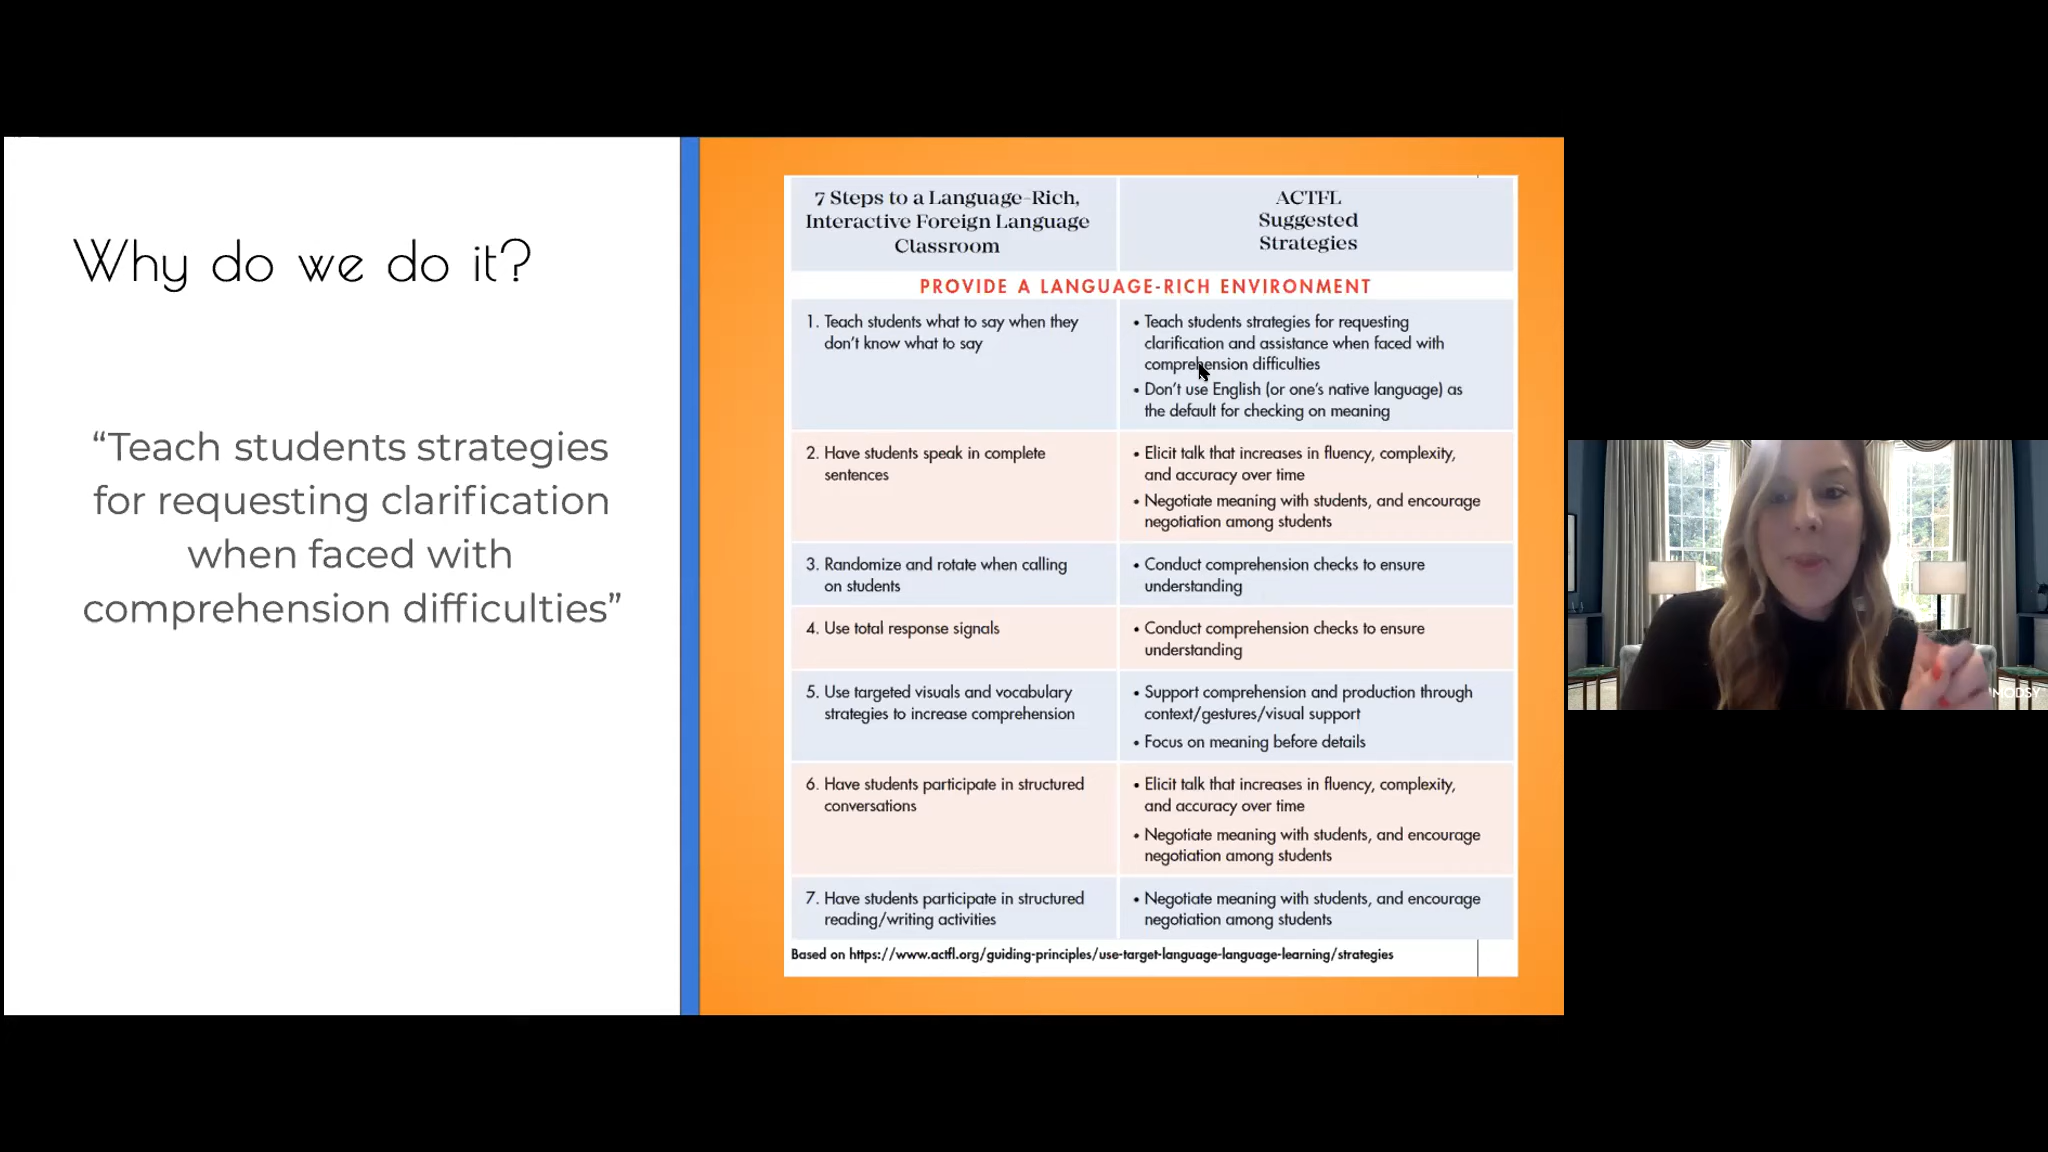 Why do we do it?
“Teach students strategies
for requesting clarification
when faced with
comprehension difficulties”
7 Steps to a Language-Rich,
Interactive Foreign Language
Classroom
ACTFL
Suggested
Strategies
PROVIDE A LANGUAGE-RICH ENVIRONMENT
1. Teach students what to say when they
don’t know what to say
• Teach students strategies for requesting
clarification and assistance when faced with
comprehension difficulties
• Don’t use English (or one’s native language) as
the default for checking on meaning
2. Have students speak in complete
sentences
• Elicit talk that increases in fluency, complexity,
and accuracy over time
• Negotiate meaning with students, and encourage
negotiation among students
3. Randomize and rotate when calling
on students
• Conduct comprehension checks to ensure
understanding
4. Use total response signals
• Conduct comprehension checks to ensure
understanding
5. Use targeted visuals and vocabulary
strategies to increase comprehension
• Support comprehension and production through
context/gestures/visual support
• Focus on meaning before details
6. Have students participate in structured
conversations
• Elicit talk that increases in fluency, complexity,
and accuracy over time
• Negotiate meaning with students, and encourage
negotiation among students
7. Have students participate in structured
reading/writing activities
• Negotiate meaning with students, and encourage
negotiation among students
Based on https://www.actfl.org/guiding-principles/use-target-language-language-learning/strategies
MODSY